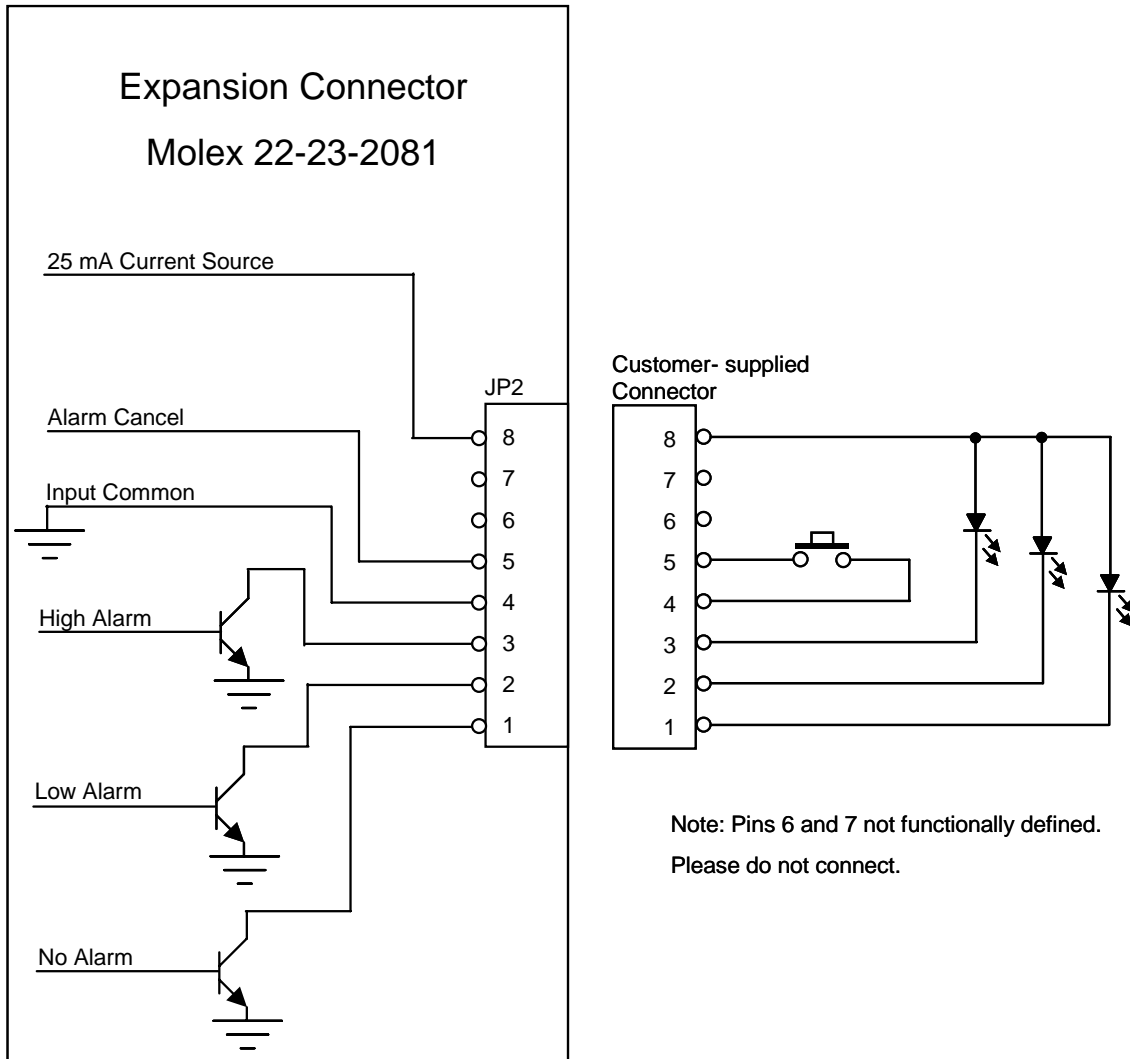 Expansion Connector
Molex 22-23-2081
25 mA Current Source
Alarm Cancel
Input Common
High Alarm
Low Alarm
No Alarm
JP2
8
7
6
5
4
3
2
1
Customer- supplied
Connector
8
7
6
5
4
3
2
1
Note: Pins 6 and 7 not functionally defined.
Please do not connect.